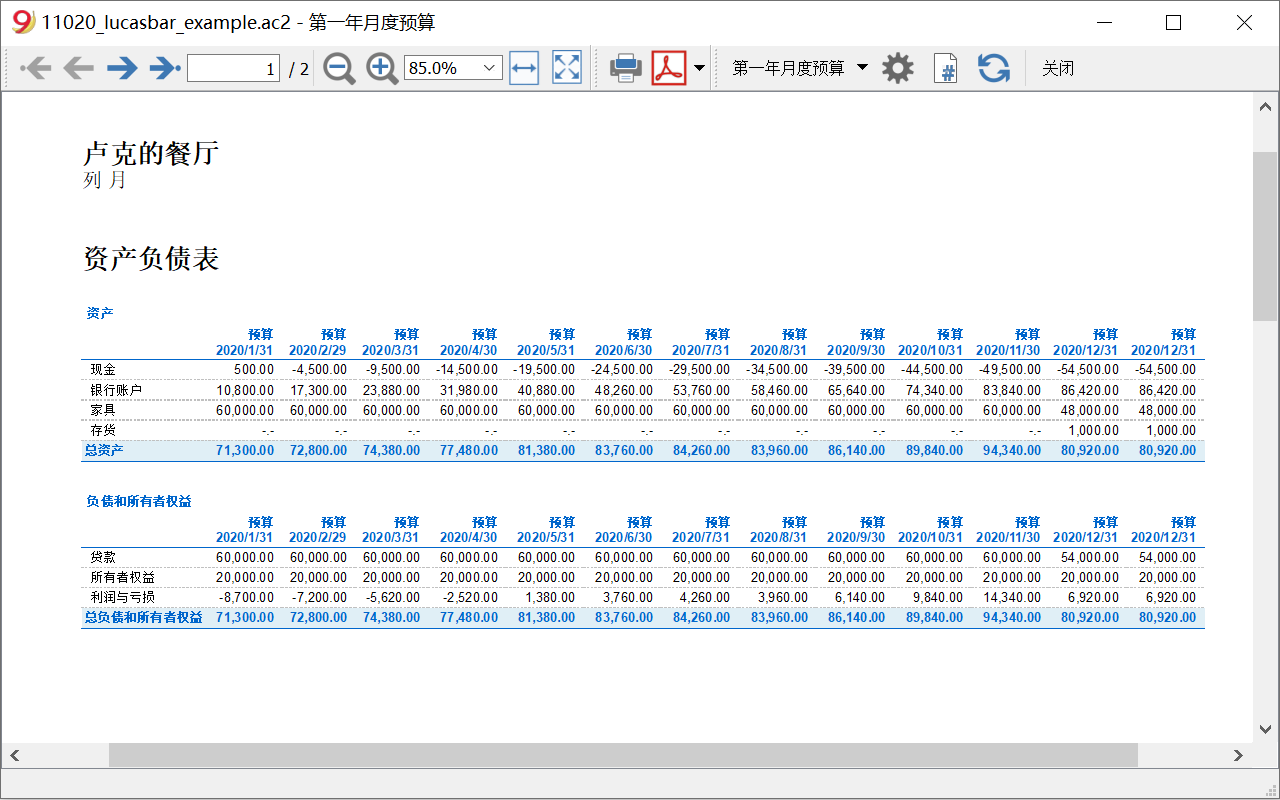 11020_lucasbar_example.ac2 - 第一年月度预算
1 / 2 85.0% 第一年月度预算 # 关闭
卢克的餐厅
列 月
资产负债表
资产
预算 预算 预算 预算 预算 预算 预算 预算 预算 预算 预算 预算 预算
2020/1/31 2020/2/29 2020/3/31 2020/4/30 2020/5/31 2020/6/30 2020/7/31 2020/8/31 2020/9/30 2020/10/31 2020/11/30 2020/12/31 2020/12/31
现金 500.00 -4,500.00 -9,500.00 -14,500.00 -19,500.00 -24,500.00 -29,500.00 -34,500.00 -39,500.00 -44,500.00 -49,500.00 -54,500.00 -54,500.00
银行账户 10,800.00 17,300.00 23,880.00 31,980.00 40,880.00 48,260.00 53,760.00 58,460.00 65,640.00 74,340.00 83,840.00 86,420.00 86,420.00
家具 60,000.00 60,000.00 60,000.00 60,000.00 60,000.00 60,000.00 60,000.00 60,000.00 60,000.00 60,000.00 60,000.00 48,000.00 48,000.00
存货 -.- -.- -.- -.- -.- -.- -.- -.- -.- -.- -.- 1,000.00 1,000.00
总资产 71,300.00 72,800.00 74,380.00 77,480.00 81,380.00 83,760.00 84,260.00 83,960.00 86,140.00 89,840.00 94,340.00 80,920.00 80,920.00
负债和所有者权益
预算 预算 预算 预算 预算 预算 预算 预算 预算 预算 预算 预算 预算
2020/1/31 2020/2/29 2020/3/31 2020/4/30 2020/5/31 2020/6/30 2020/7/31 2020/8/31 2020/9/30 2020/10/31 2020/11/30 2020/12/31 2020/12/31
贷款 60,000.00 60,000.00 60,000.00 60,000.00 60,000.00 60,000.00 60,000.00 60,000.00 60,000.00 60,000.00 60,000.00 54,000.00 54,000.00
所有者权益 20,000.00 20,000.00 20,000.00 20,000.00 20,000.00 20,000.00 20,000.00 20,000.00 20,000.00 20,000.00 20,000.00 20,000.00 20,000.00
利润与亏损 -8,700.00 -7,200.00 -5,620.00 -2,520.00 1,380.00 3,760.00 4,260.00 3,960.00 6,140.00 9,840.00 14,340.00 6,920.00 6,920.00
总负债和所有者权益 71,300.00 72,800.00 74,380.00 77,480.00 81,380.00 83,760.00 84,260.00 83,960.00 86,140.00 89,840.00 94,340.00 80,920.00 80,920.00